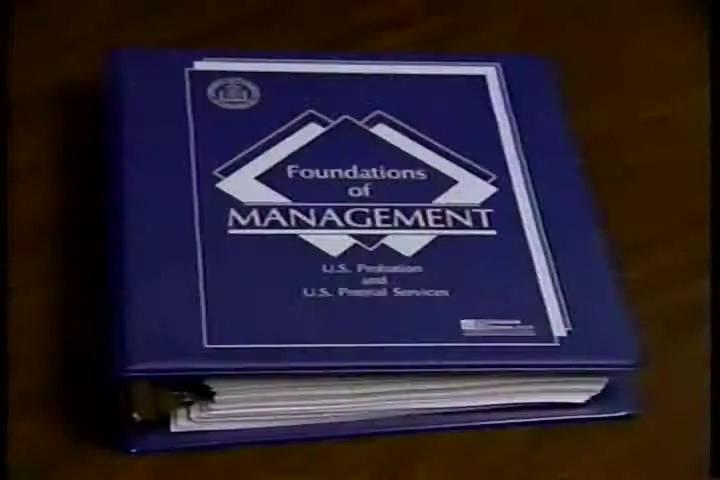 Foundations
of
MANAGEMENT
U.S. Probation
and
U.S. Pretrial Services